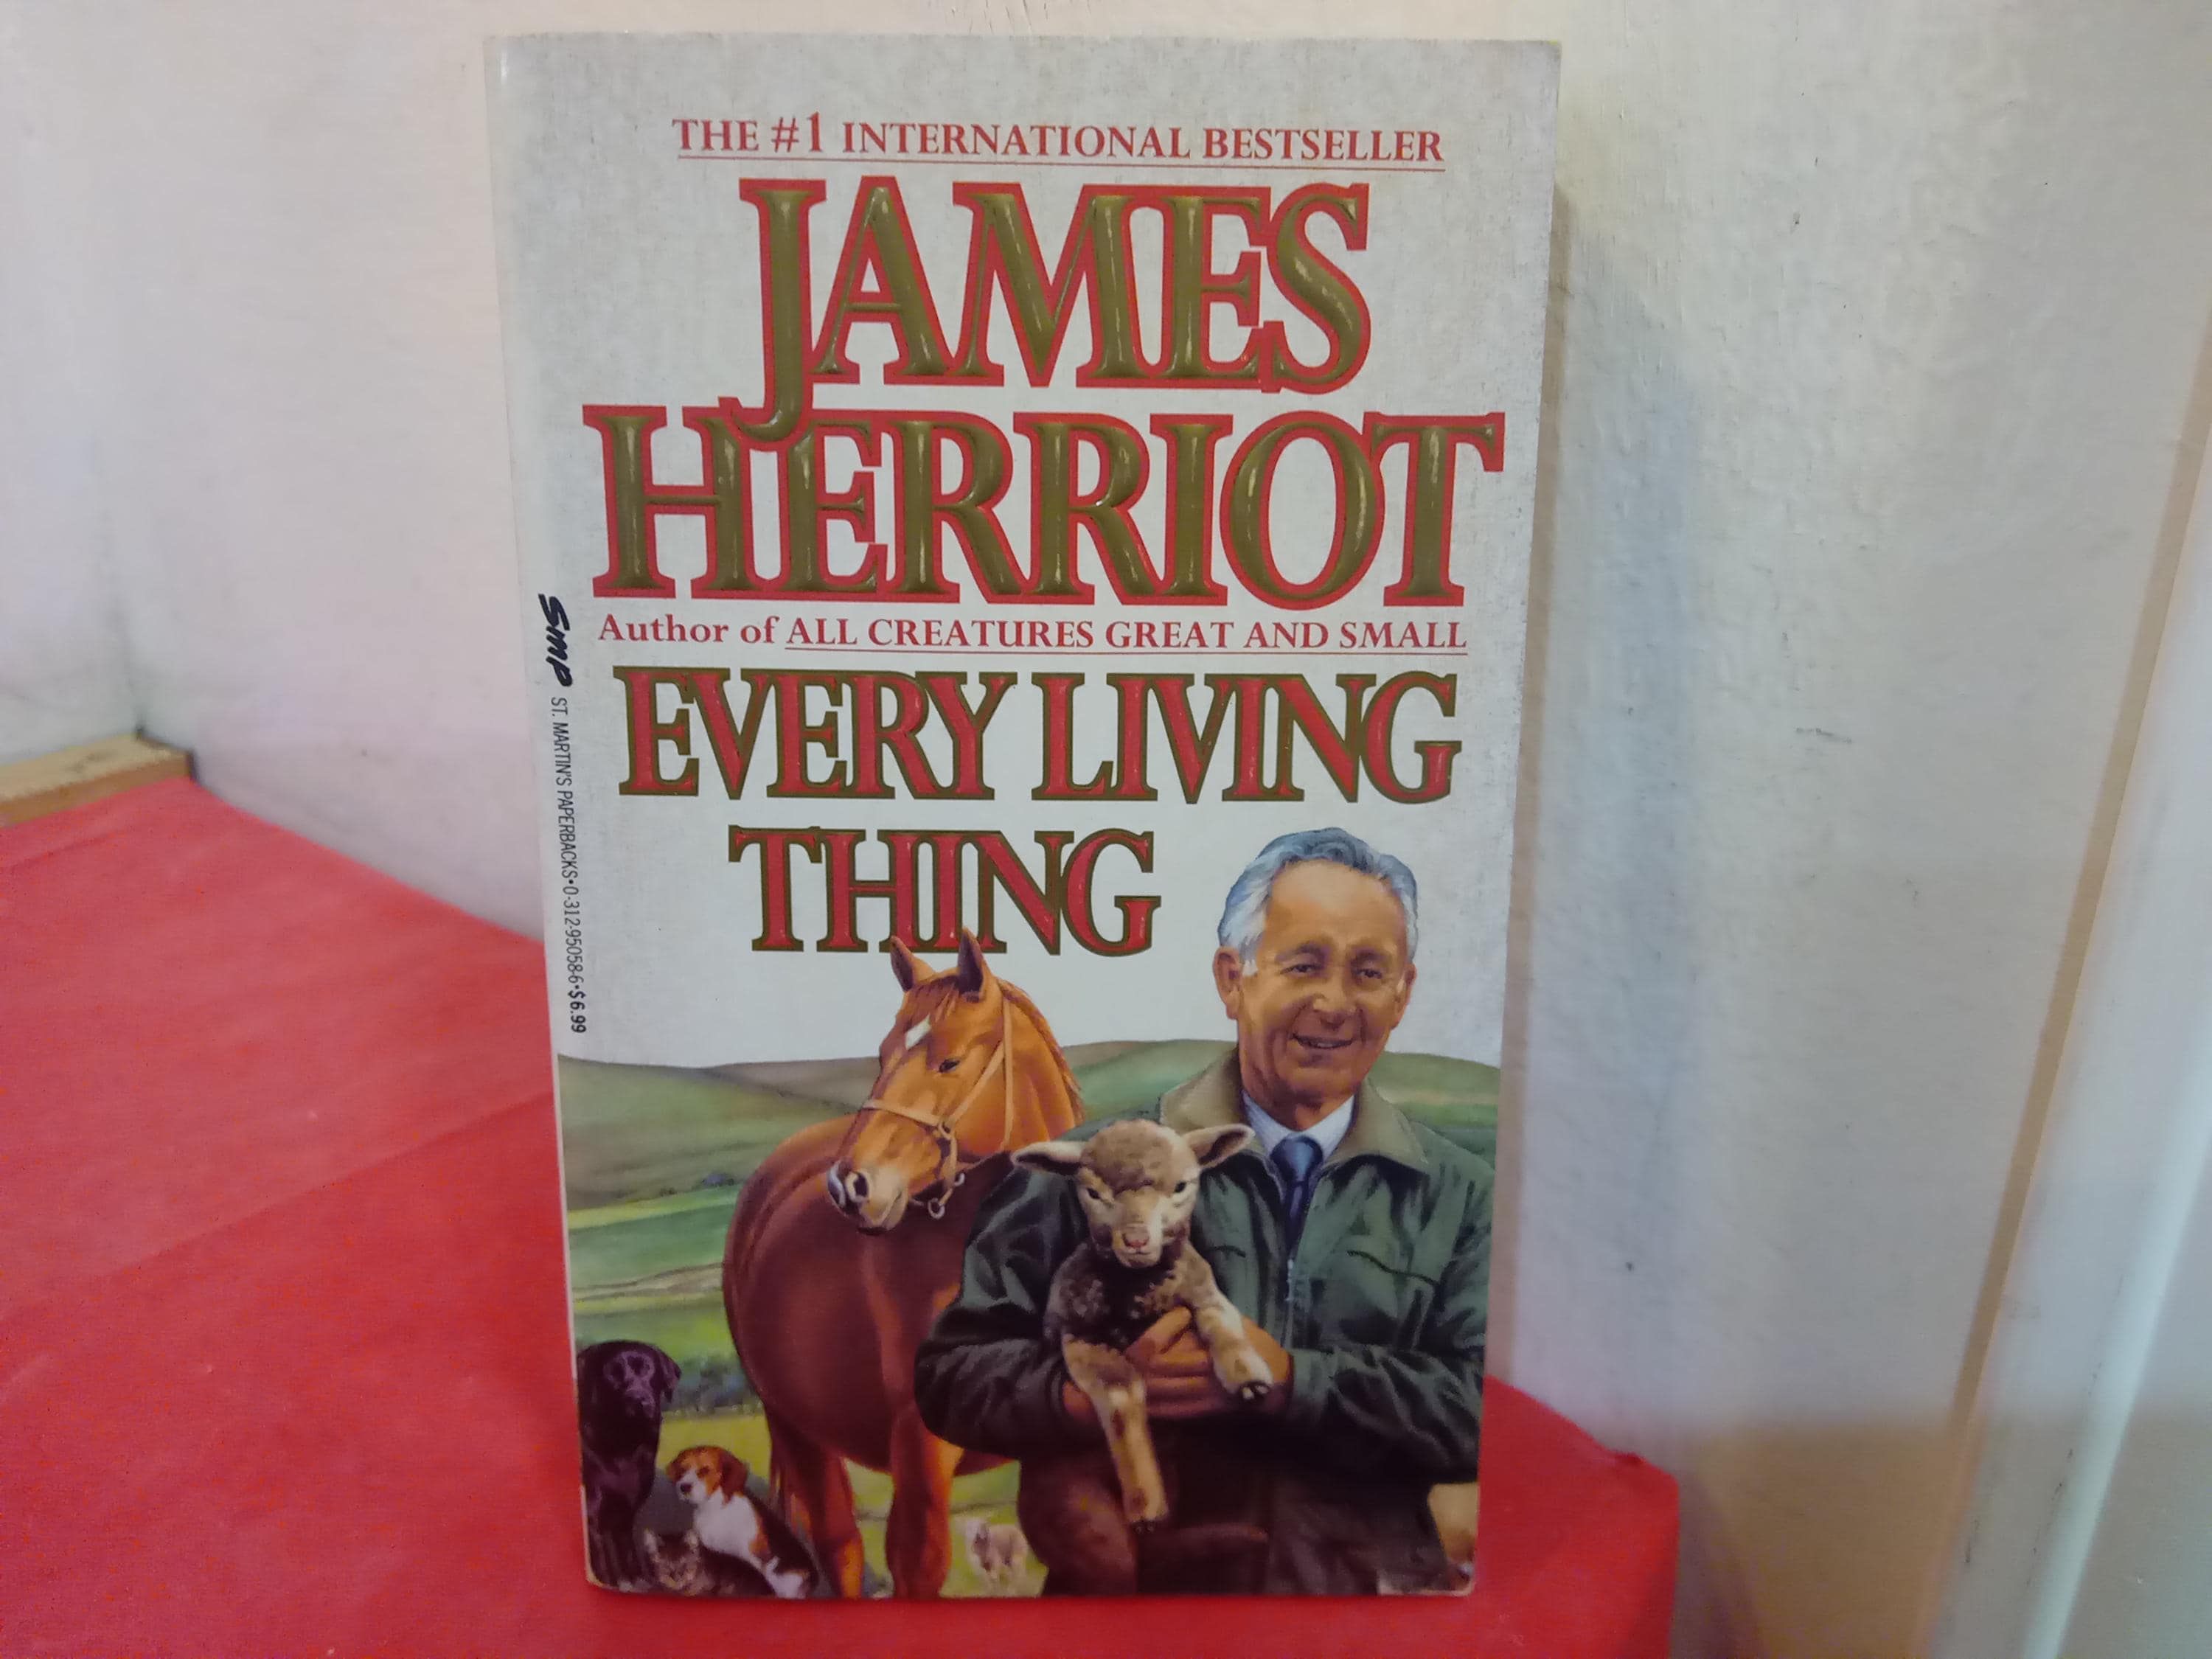 THE #1 INTERNATIONAL BESTSELLER
JAMES
HERRIOT
Author of ALL CREATURES GREAT AND SMALL
EVERY LIVING
THING
SMP ST. MARTIN'S PAPERBACKS • 0-312-95058-6 • $6.99